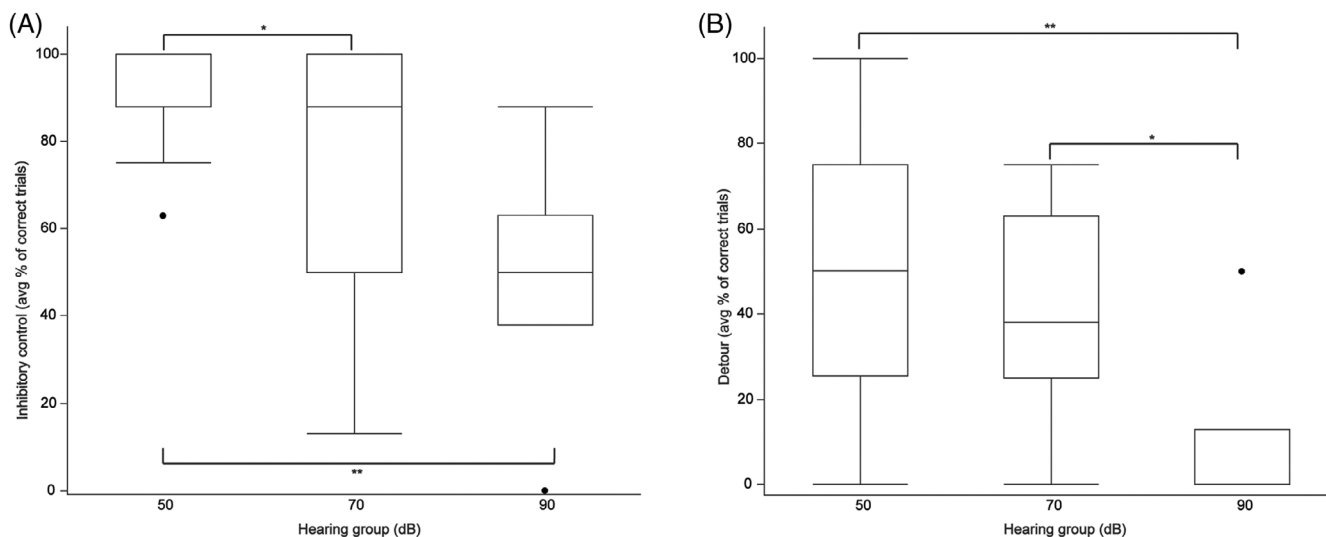 (A)
*
100
80
60
40
20
0
Inhibitory control (avg % of correct trials)
**
50 70 90
Hearing group (dB)
(B)
**
*
100
80
60
40
20
0
Detour (avg % of correct trials)
50 70 90
Hearing group (dB)